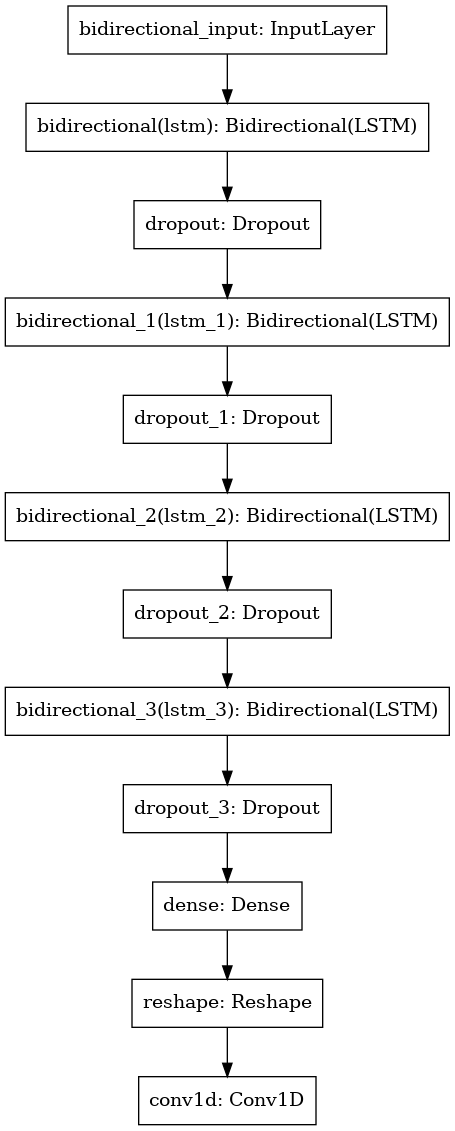 bidirectional_input: InputLayer
bidirectional(lstm): Bidirectional(LSTM)
dropout: Dropout
bidirectional_1(lstm_1): Bidirectional(LSTM)
dropout_1: Dropout
bidirectional_2(lstm_2): Bidirectional(LSTM)
dropout_2: Dropout
bidirectional_3(lstm_3): Bidirectional(LSTM)
dropout_3: Dropout
dense: Dense
reshape: Reshape
conv1d: Conv1D